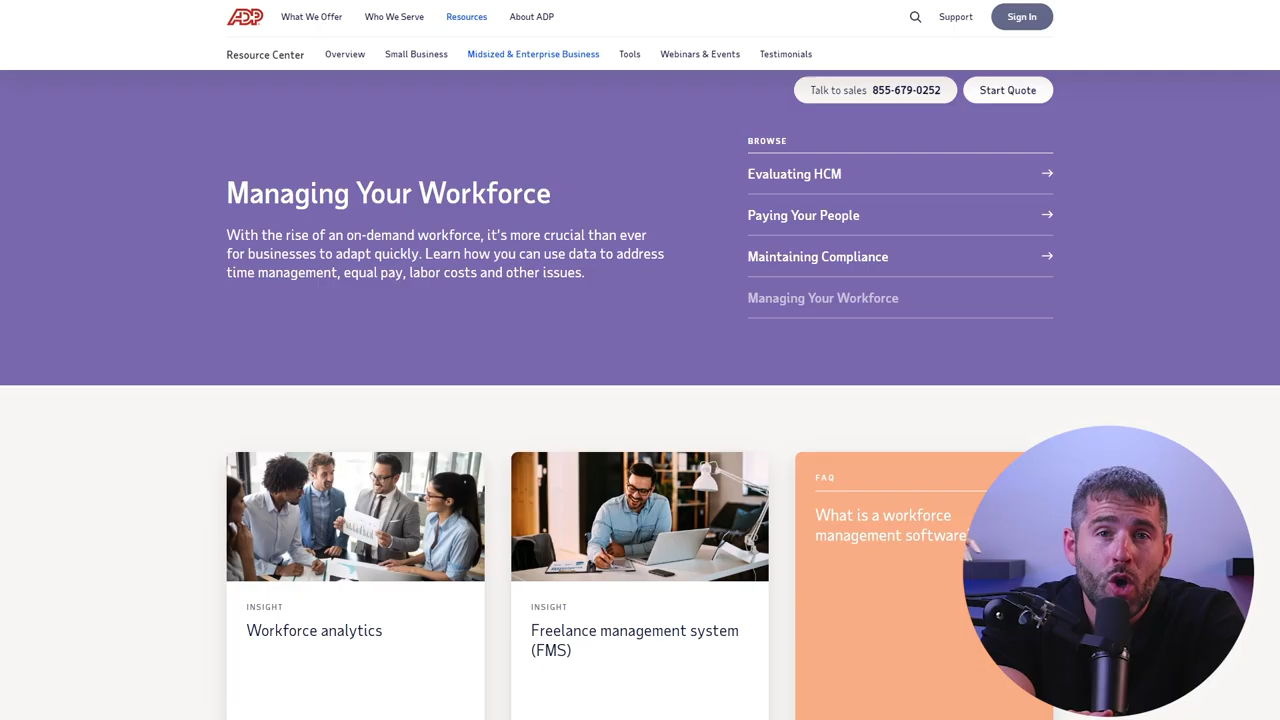 ADP
What We Offer
Who We Serve
Resources
About ADP
Support
Sign In
Resource Center
Overview
Small Business
Midsized & Enterprise Business
Tools
Webinars & Events
Testimonials
Talk to sales 855-679-0252
Start Quote
Managing Your Workforce
With the rise of an on-demand workforce, it's more crucial than ever
for businesses to adapt quickly. Learn how you can use data to address
time management, equal pay, labor costs and other issues.
BROWSE
Evaluating HCM
Paying Your People
Maintaining Compliance
Managing Your Workforce
INSIGHT
Workforce analytics
INSIGHT
Freelance management system
(FMS)
FAQ
What is a workforce
management software